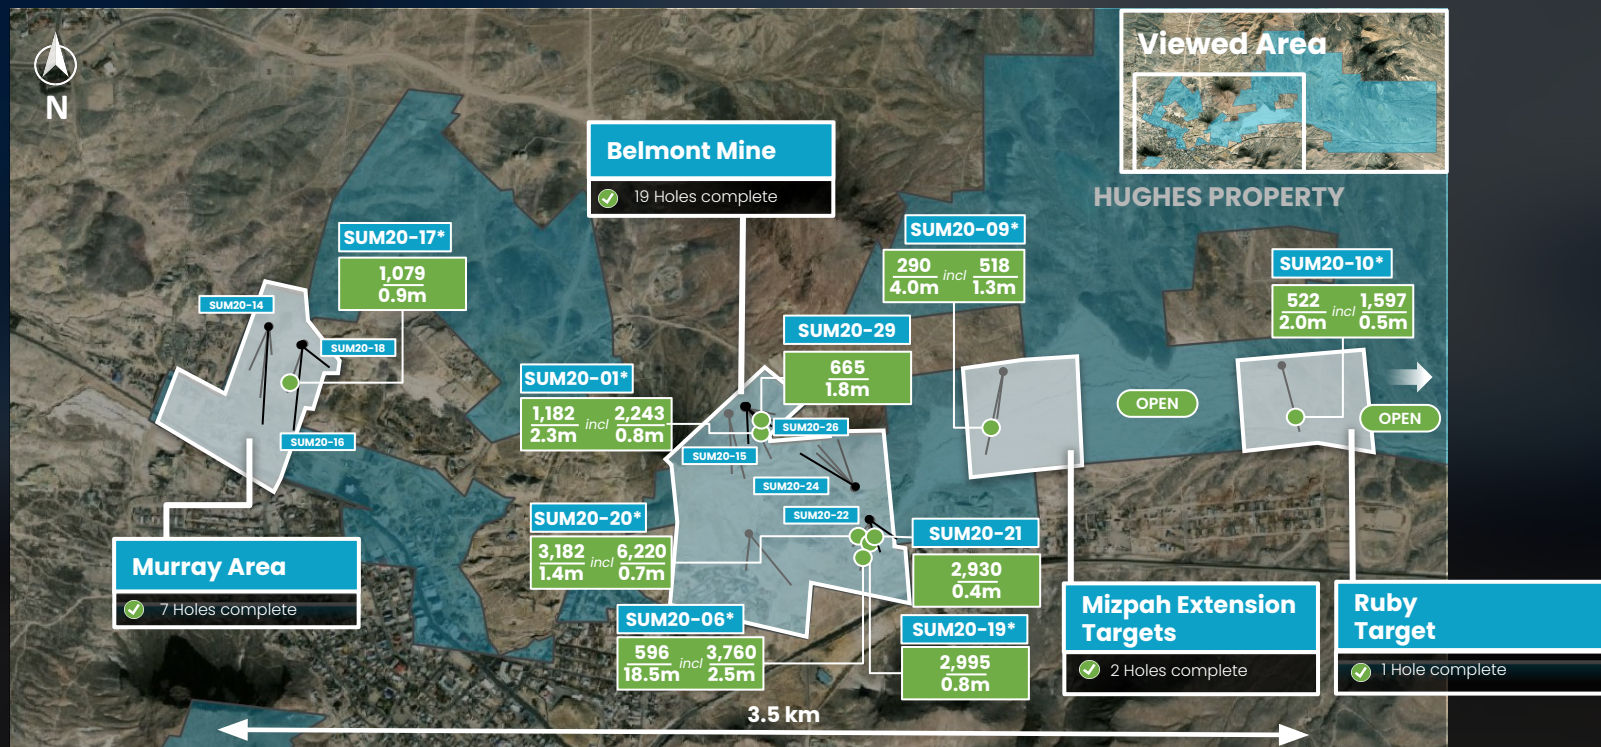 N
Viewed Area
HUGHES PROPERTY
Belmont Mine
19 Holes complete
SUM20-17*
1,079
0.9m
SUM20-14
SUM20-18
SUM20-16
Murray Area
7 Holes complete
SUM20-01*
1,182 incl 2,243
2.3m 0.8m
SUM20-29
665
1.8m
SUM20-26
SUM20-15
SUM20-24
SUM20-22
SUM20-20*
3,182 incl 6,220
1.4m 0.7m
SUM20-06*
596 incl 3,760
18.5m 2.5m
SUM20-21
2,930
0.4m
SUM20-19*
2,995
0.8m
SUM20-09*
290 incl 518
4.0m 1.3m
SUM20-10*
522 incl 1,597
2.0m 0.5m
OPEN
OPEN
Mizpah Extension
Targets
2 Holes complete
Ruby
Target
1 Hole complete
3.5 km